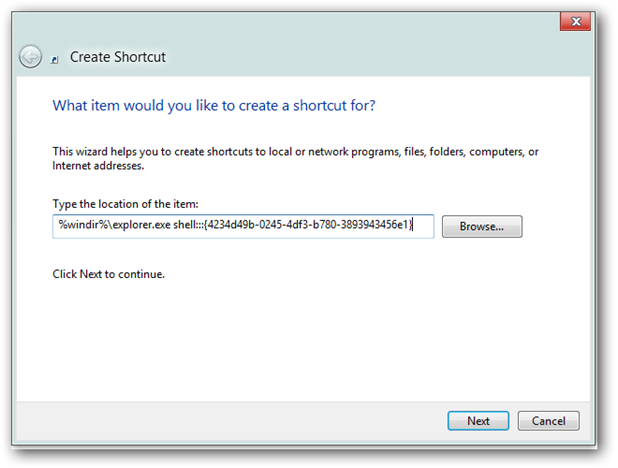 Create Shortcut
What item would you like to create a shortcut for?
This wizard helps you to create shortcuts to local or network programs, files, folders, computers, or
Internet addresses.
Type the location of the item:
%windir%\explorer.exe shell:::{4234d49b-0245-4df3-b780-3893943456e1}
Browse...
Click Next to continue.
Next
Cancel